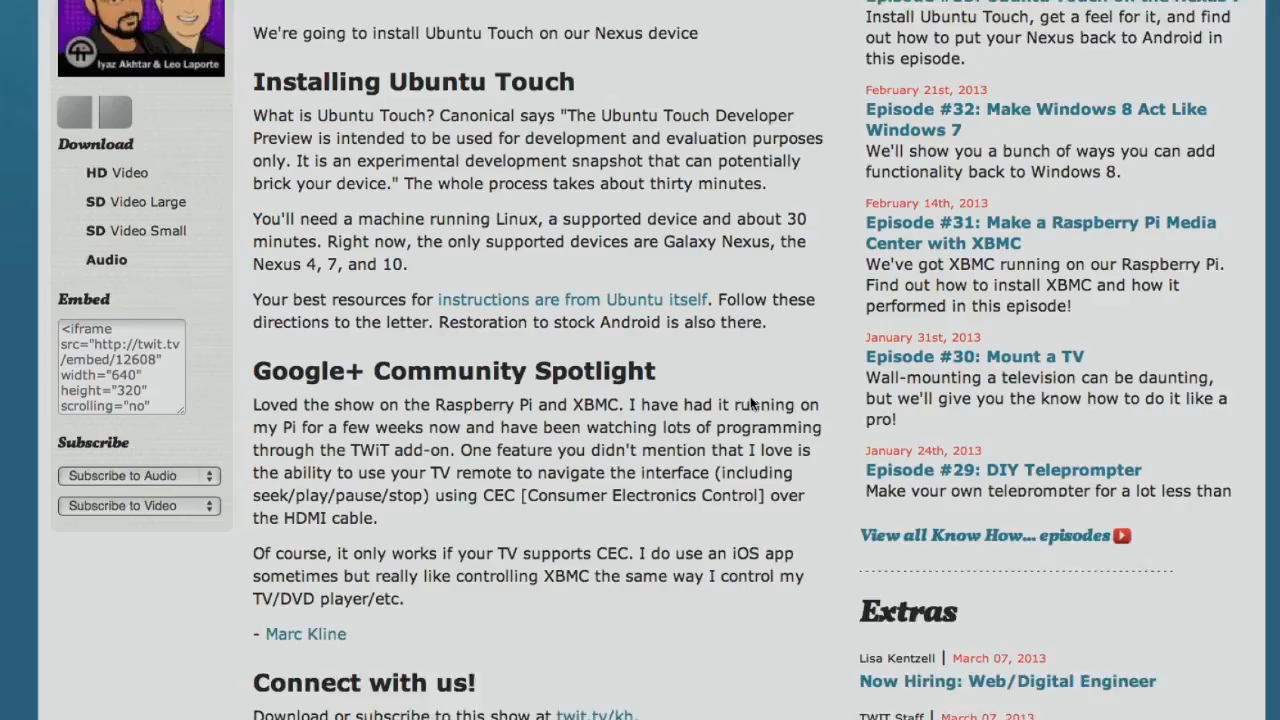 Iyaz Akhtar & Leo Laporte
Download
HD Video
SD Video Large
SD Video Small
Audio
Embed
<iframe
src="http://twit.tv
/embed/12608"
width="640"
height="320"
scrolling="no"
Subscribe
Subscribe to Audio
Subscribe to Video
We're going to install Ubuntu Touch on our Nexus device
Installing Ubuntu Touch
What is Ubuntu Touch? Canonical says "The Ubuntu Touch Developer
Preview is intended to be used for development and evaluation purposes
only. It is an experimental development snapshot that can potentially
brick your device." The whole process takes about thirty minutes.
You'll need a machine running Linux, a supported device and about 30
minutes. Right now, the only supported devices are Galaxy Nexus, the
Nexus 4, 7, and 10.
Your best resources for instructions are from Ubuntu itself. Follow these
directions to the letter. Restoration to stock Android is also there.
Google+ Community Spotlight
Loved the show on the Raspberry Pi and XBMC. I have had it running on
my Pi for a few weeks now and have been watching lots of programming
through the TWiT add-on. One feature you didn't mention that I love is
the ability to use your TV remote to navigate the interface (including
seek/play/pause/stop) using CEC [Consumer Electronics Control] over
the HDMI cable.
Of course, it only works if your TV supports CEC. I do use an iOS app
sometimes but really like controlling XBMC the same way I control my
TV/DVD player/etc.
- Marc Kline
Connect with us!
Download or subscribe to this show at twit.tv/kh.
Install Ubuntu Touch, get a feel for it, and find
out how to put your Nexus back to Android in
this episode.
February 21st, 2013
Episode #32: Make Windows 8 Act Like
Windows 7
We'll show you a bunch of ways you can add
functionality back to Windows 8.
February 14th, 2013
Episode #31: Make a Raspberry Pi Media
Center with XBMC
We've got XBMC running on our Raspberry Pi.
Find out how to install XBMC and how it
performed in this episode!
January 31st, 2013
Episode #30: Mount a TV
Wall-mounting a television can be daunting,
but we'll give you the know how to do it like a
pro!
January 24th, 2013
Episode #29: DIY Teleprompter
Make your own teleprompter for a lot less than
View all Know How... episodes
Extras
Lisa Kentzell | March 07, 2013
Now Hiring: Web/Digital Engineer
TWIT Staff | March 07, 2013